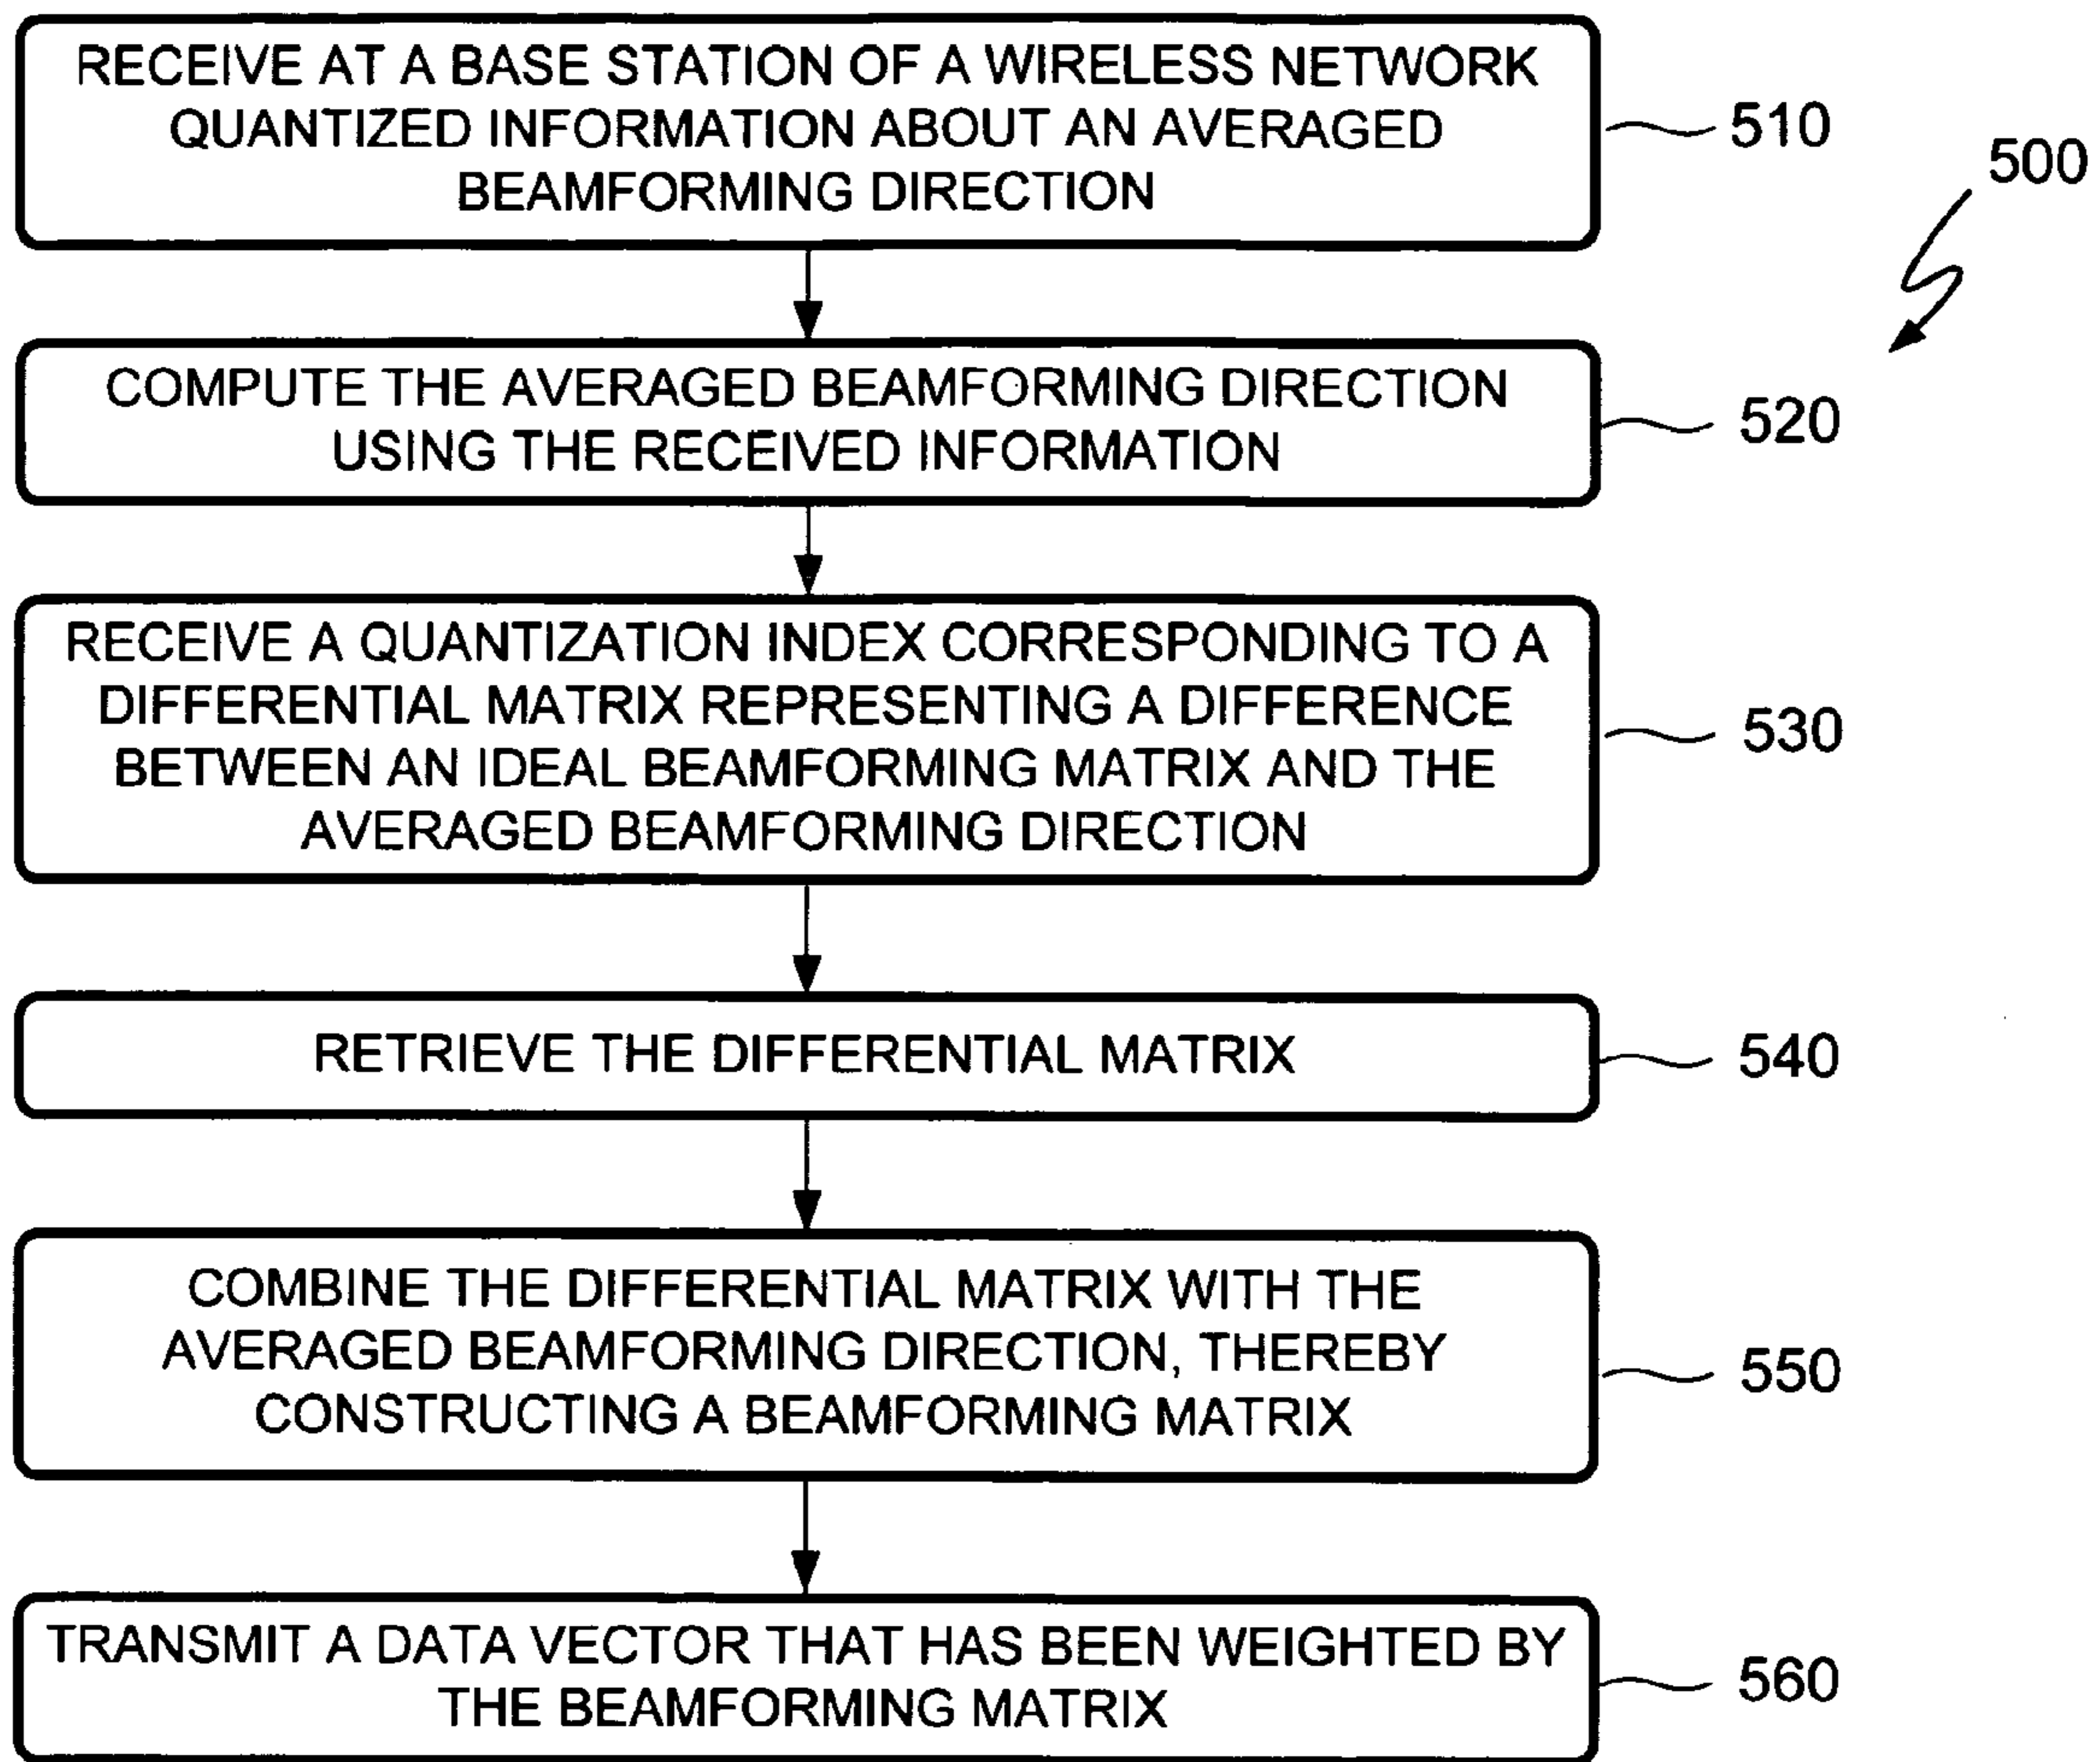 RECEIVE AT A BASE STATION OF A WIRELESS NETWORK
QUANTIZED INFORMATION ABOUT AN AVERAGED
BEAMFORMING DIRECTION
510
500
COMPUTE THE AVERAGED BEAMFORMING DIRECTION
USING THE RECEIVED INFORMATION
520
RECEIVE A QUANTIZATION INDEX CORRESPONDING TO A
DIFFERENTIAL MATRIX REPRESENTING A DIFFERENCE
BETWEEN AN IDEAL BEAMFORMING MATRIX AND THE
AVERAGED BEAMFORMING DIRECTION
530
RETRIEVE THE DIFFERENTIAL MATRIX
540
COMBINE THE DIFFERENTIAL MATRIX WITH THE
AVERAGED BEAMFORMING DIRECTION, THEREBY
CONSTRUCTING A BEAMFORMING MATRIX
550
TRANSMIT A DATA VECTOR THAT HAS BEEN WEIGHTED BY
THE BEAMFORMING MATRIX
560